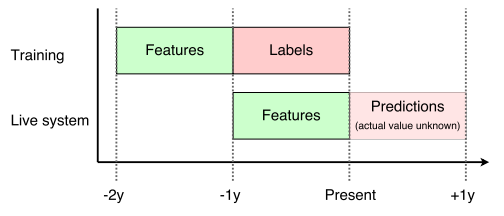 Training
Features
Labels
Live system
Features
Predictions
(actual value unknown)
-2y
-1y
Present
+1y